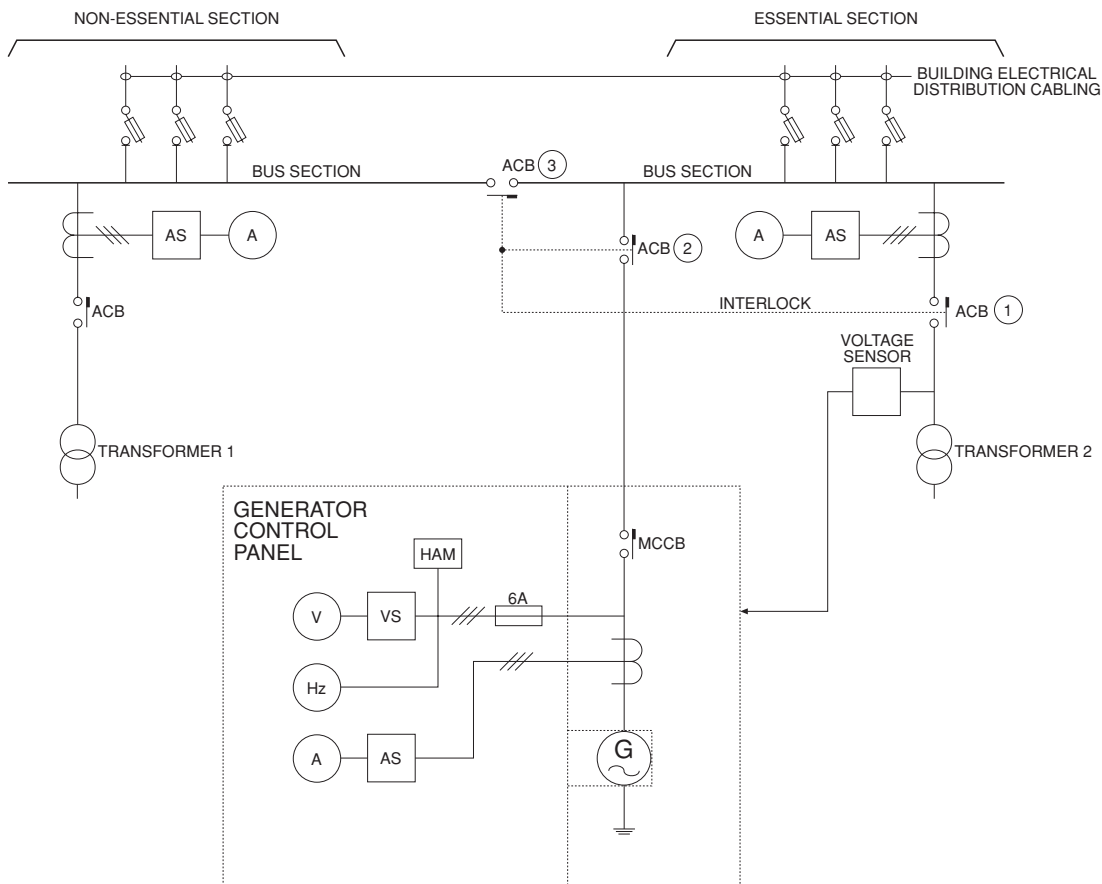 NON-ESSENTIAL SECTION
ESSENTIAL SECTION
BUILDING ELECTRICAL
DISTRIBUTION CABLING
BUS SECTION
ACB 3
BUS SECTION
AS
A
ACB 2
A
AS
ACB
INTERLOCK
ACB 1
VOLTAGE
SENSOR
TRANSFORMER 1
TRANSFORMER 2
GENERATOR
CONTROL
PANEL
HAM
MCCB
6A
V
VS
Hz
A
AS
G